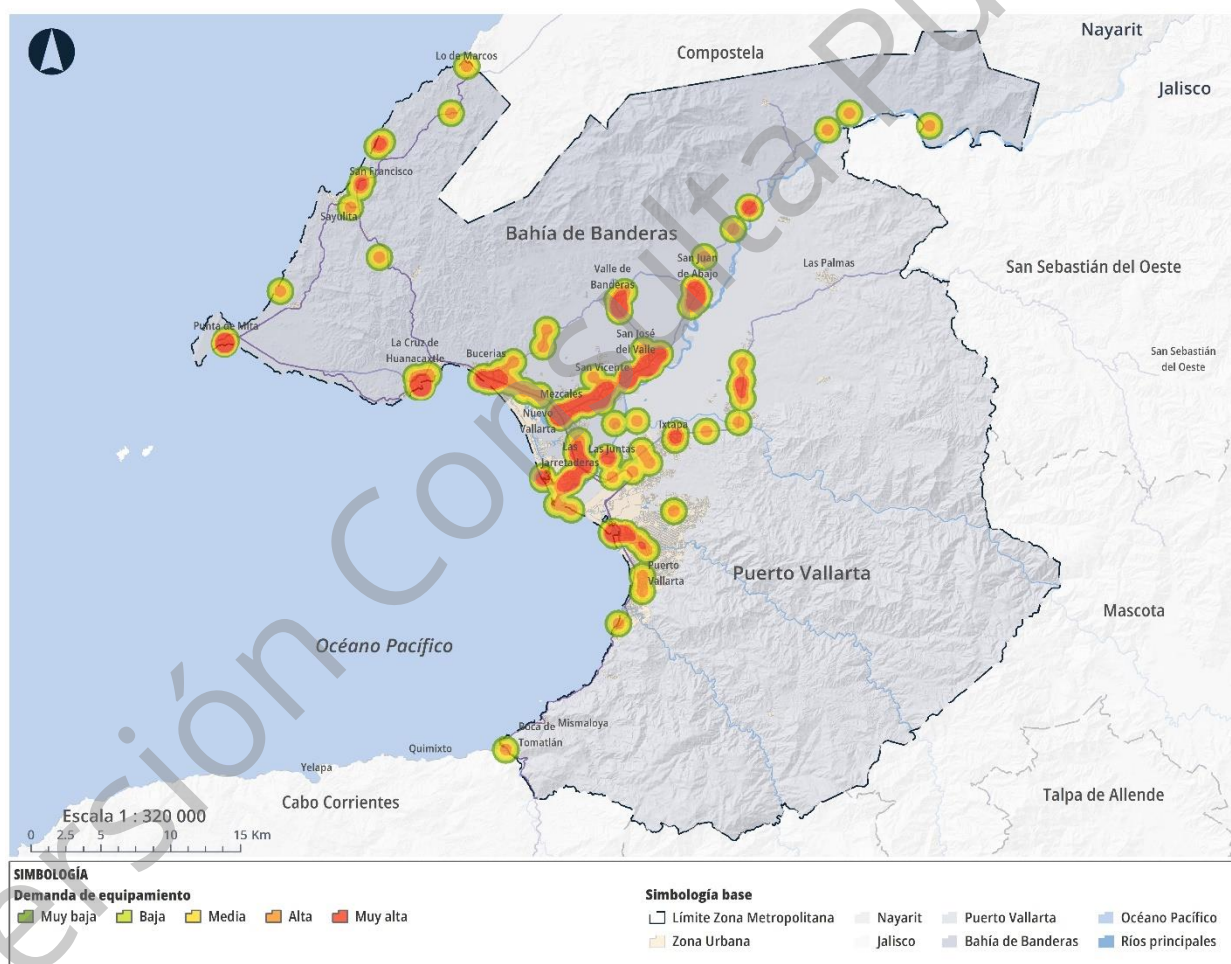 Nayarit
Compostela
Jalisco
Lo de Marcos
San Francisco
Sayulita
Bahía de Banderas
San Juan
de Abajo
Las Palmas
San Sebastián del Oeste
Valle de
Banderas
Punta de Mita
La Cruz de
Huanacaxtle
Bucerías
San José
del Valle
San Vicente
San Sebastián
del Oeste
Mezcales
Nuevo
Vallarta
Ixtapa
Las
Jarretaderas
Las Juntas
Puerto
Vallarta
Puerto Vallarta
Mascota
Océano Pacífico
Boca de
Tomatlán
Mismaloya
Quimixto
Yelapa
Cabo Corrientes
Talpa de Allende
Escala 1 : 320 000
0 2.5 5 10 15 Km
Versión Consulta Pú
SIMBOLOGÍA
Demanda de equipamiento
Muy baja Baja Media Alta Muy alta
Simbología base
Límite Zona Metropolitana Nayarit Puerto Vallarta Océano Pacífico
Zona Urbana Jalisco Bahía de Banderas Ríos principales